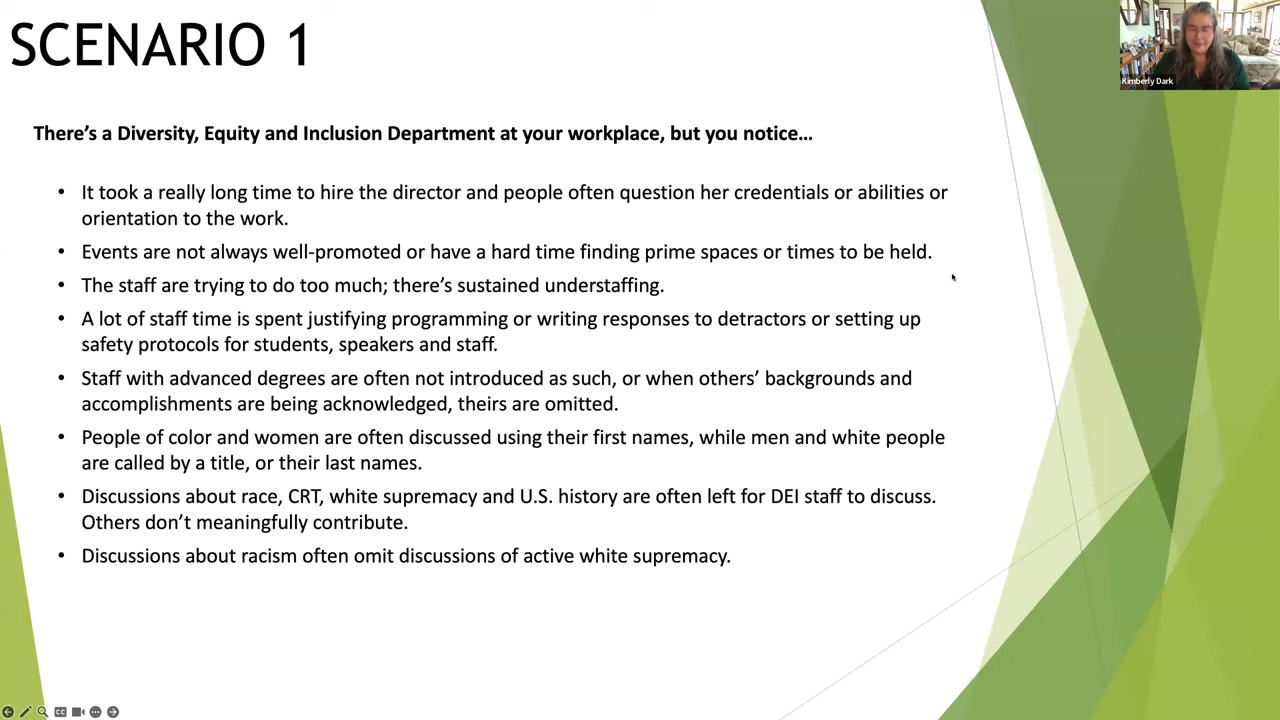 SCENARIO 1
Kimberly Dark
There's a Diversity, Equity and Inclusion Department at your workplace, but you notice…
• It took a really long time to hire the director and people often question her credentials or abilities or
orientation to the work.
• Events are not always well-promoted or have a hard time finding prime spaces or times to be held.
• The staff are trying to do too much; there's sustained understaffing.
• A lot of staff time is spent justifying programming or writing responses to detractors or setting up
safety protocols for students, speakers and staff.
• Staff with advanced degrees are often not introduced as such, or when others' backgrounds and
accomplishments are being acknowledged, theirs are omitted.
• People of color and women are often discussed using their first names, while men and white people
are called by a title, or their last names.
• Discussions about race, CRT, white supremacy and U.S. history are often left for DEI staff to discuss.
Others don't meaningfully contribute.
• Discussions about racism often omit discussions of active white supremacy.
CC